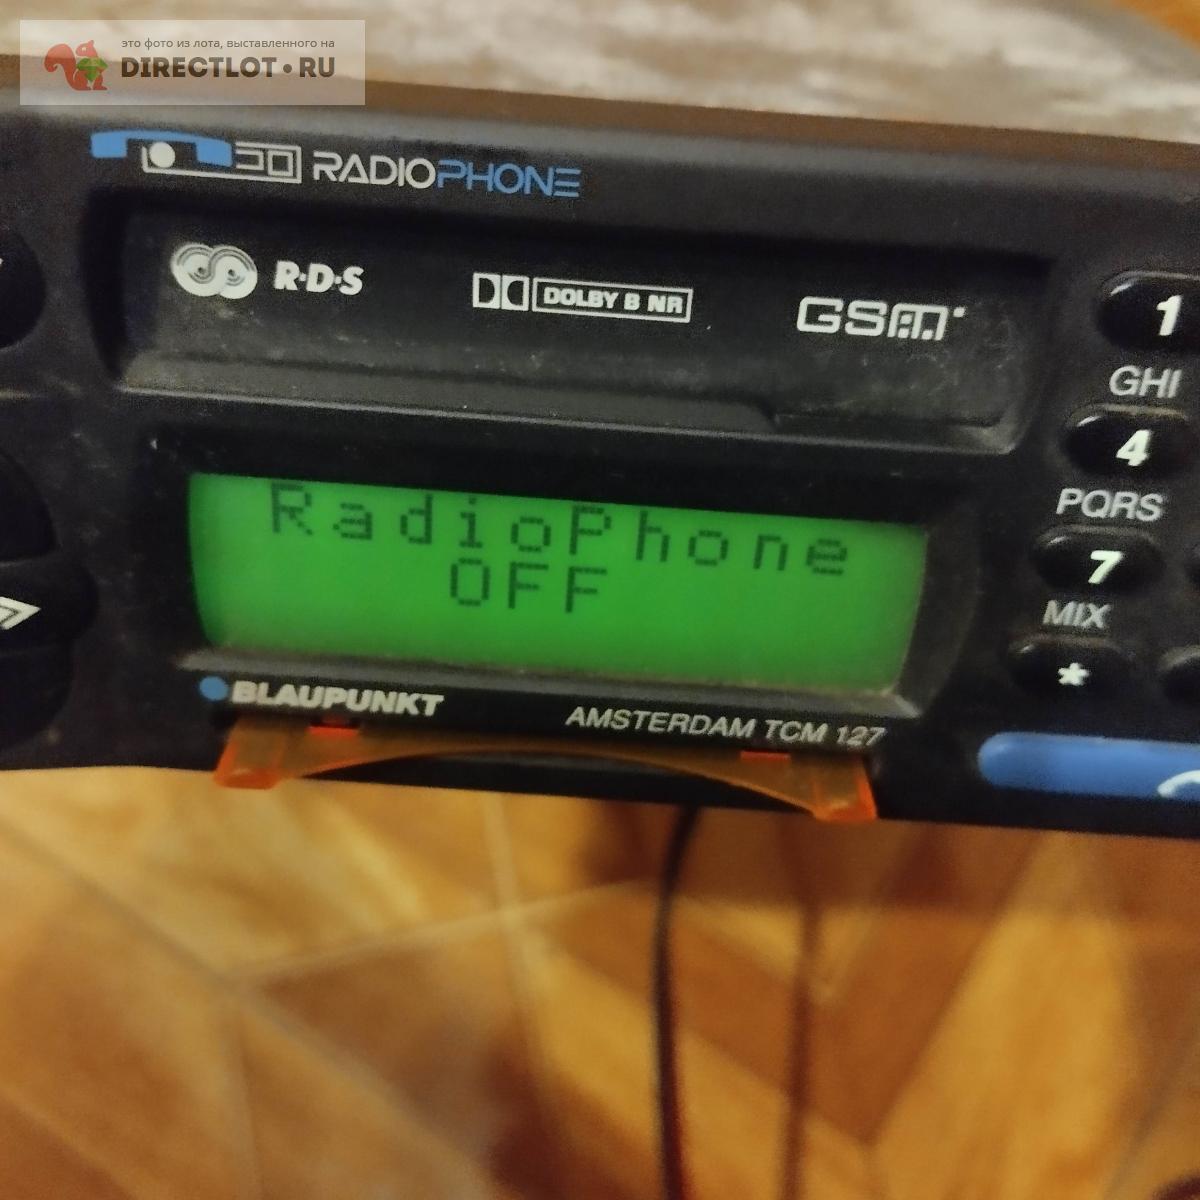 это фото из лота, выставленного на
DIRECTLOT.RU
RADIOPHONE
R·D·S
DOLBY B NR
GSM
1
GHI
4
PQRS
7
MIX
*
RadioPhone
OFF
BLAUPUNKT
AMSTERDAM TCM 127